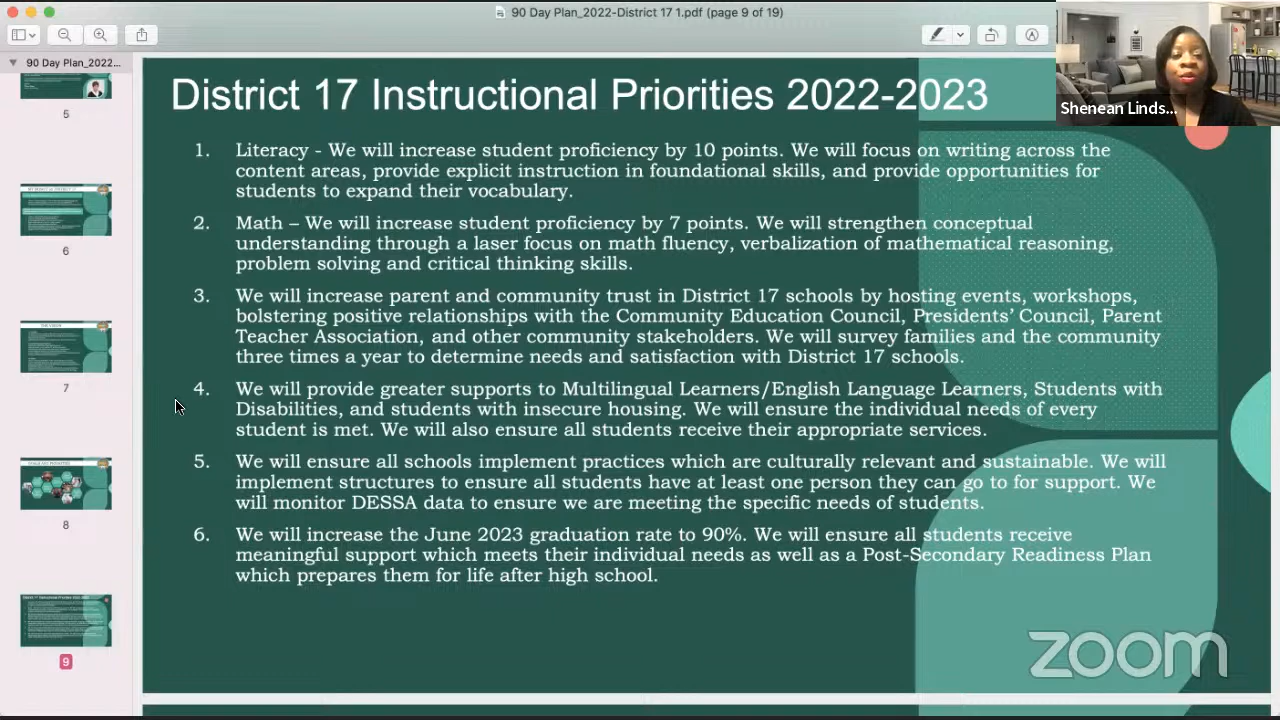 90 Day Plan_2022-District 17 1.pdf (page 9 of 19)
90 Day Plan_2022...
5
6
7
8
9
District 17 Instructional Priorities 2022-2023
1. Literacy - We will increase student proficiency by 10 points. We will focus on writing across the
content areas, provide explicit instruction in foundational skills, and provide opportunities for
students to expand their vocabulary.
2. Math – We will increase student proficiency by 7 points. We will strengthen conceptual
understanding through a laser focus on math fluency, verbalization of mathematical reasoning,
problem solving and critical thinking skills.
3. We will increase parent and community trust in District 17 schools by hosting events, workshops,
bolstering positive relationships with the Community Education Council, Presidents' Council, Parent
Teacher Association, and other community stakeholders. We will survey families and the community
three times a year to determine needs and satisfaction with District 17 schools.
4. We will provide greater supports to Multilingual Learners/English Language Learners, Students with
Disabilities, and students with insecure housing. We will ensure the individual needs of every
student is met. We will also ensure all students receive their appropriate services.
5. We will ensure all schools implement practices which are culturally relevant and sustainable. We will
implement structures to ensure all students have at least one person they can go to for support. We
will monitor DESSA data to ensure we are meeting the specific needs of students.
6. We will increase the June 2023 graduation rate to 90%. We will ensure all students receive
meaningful support which meets their individual needs as well as a Post-Secondary Readiness Plan
which prepares them for life after high school.
Shenean Linds...
zoom